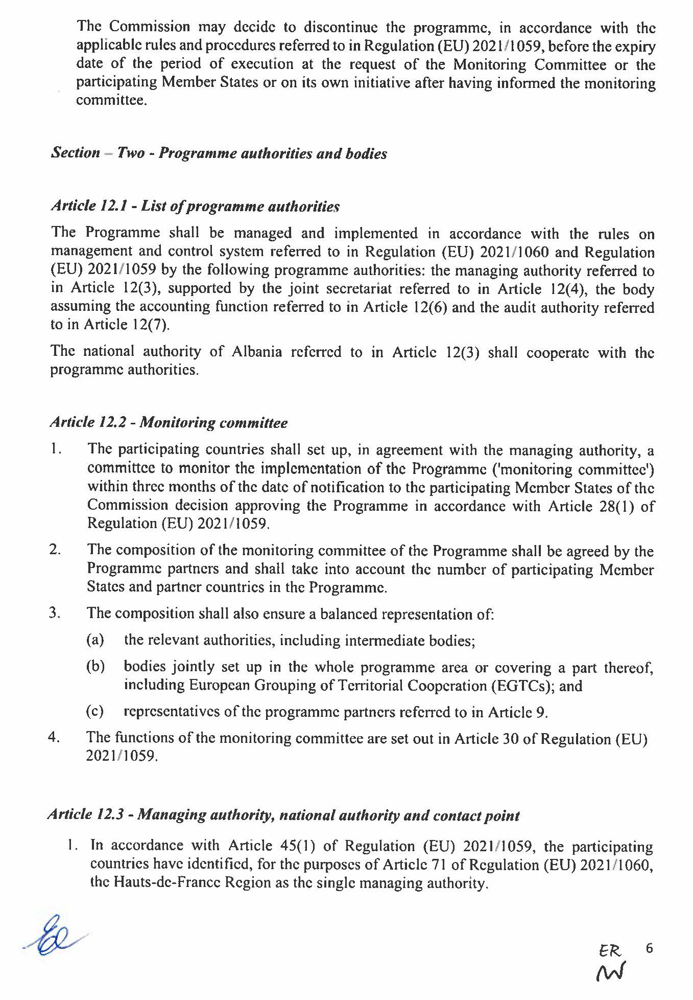 The Commission may decide to discontinue the programme, in accordance with the
applicable rules and procedures referred to in Regulation (EU) 2021/1059, before the expiry
date of the period of execution at the request of the Monitoring Committee or the
participating Member States or on its own initiative after having informed the monitoring
committee.
Section – Two - Programme authorities and bodies
Article 12.1 - List of programme authorities
The Programme shall be managed and implemented in accordance with the rules on
management and control system referred to in Regulation (EU) 2021/1060 and Regulation
(EU) 2021/1059 by the following programme authorities: the managing authority referred to
in Article 12(3), supported by the joint secretariat referred to in Article 12(4), the body
assuming the accounting function referred to in Article 12(6) and the audit authority referred
to in Article 12(7).
The national authority of Albania referred to in Article 12(3) shall cooperate with the
programme authorities.
Article 12.2 - Monitoring committee
1. The participating countries shall set up, in agreement with the managing authority, a
committee to monitor the implementation of the Programme ('monitoring committee')
within three months of the date of notification to the participating Member States of the
Commission decision approving the Programme in accordance with Article 28(1) of
Regulation (EU) 2021/1059.
2. The composition of the monitoring committee of the Programme shall be agreed by the
Programme partners and shall take into account the number of participating Member
States and partner countries in the Programme.
3. The composition shall also ensure a balanced representation of:
(a) the relevant authorities, including intermediate bodies;
(b) bodies jointly set up in the whole programme area or covering a part thereof,
including European Grouping of Territorial Cooperation (EGTCs); and
(c) representatives of the programme partners referred to in Article 9.
4. The functions of the monitoring committee are set out in Article 30 of Regulation (EU)
2021/1059.
Article 12.3 - Managing authority, national authority and contact point
1. In accordance with Article 45(1) of Regulation (EU) 2021/1059, the participating
countries have identified, for the purposes of Article 71 of Regulation (EU) 2021/1060,
the Hauts-de-France Region as the single managing authority.
ER 6